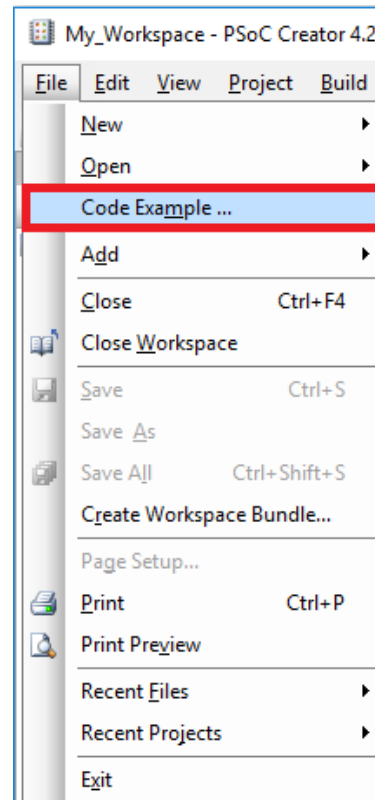 My_Workspace - PSoC Creator 4.2
File Edit View Project Build
New
Open
Code Example ...
Add
Close Ctrl+F4
Close Workspace
Save Ctrl+S
Save As
Save All Ctrl+Shift+S
Create Workspace Bundle...
Page Setup...
Print Ctrl+P
Print Preview
Recent Files
Recent Projects
Exit